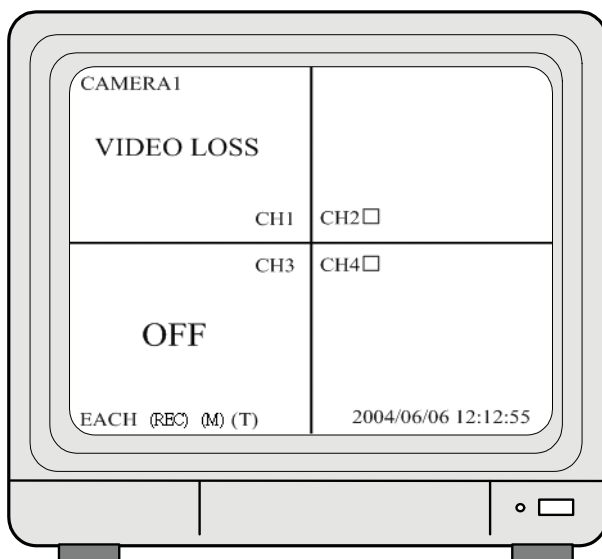 CAMERA1
VIDEO LOSS
CH1 CH2□
CH3 CH4□
OFF
EACH (REC) (M) (T) 2004/06/06 12:12:55